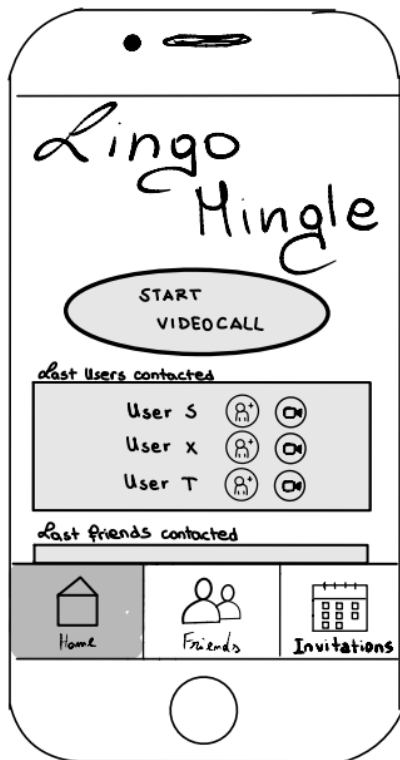 Lingo
Mingle
START
VIDEOCALL
Last Users contacted
User S
User X
User T
Last friends contacted
Home
Friends
Invitations